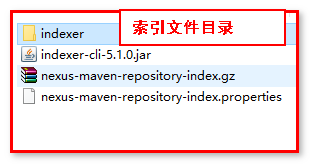 索引文件目录
indexer
indexer-cli-5.1.0.jar
nexus-maven-repository-index.gz
nexus-maven-repository-index.properties